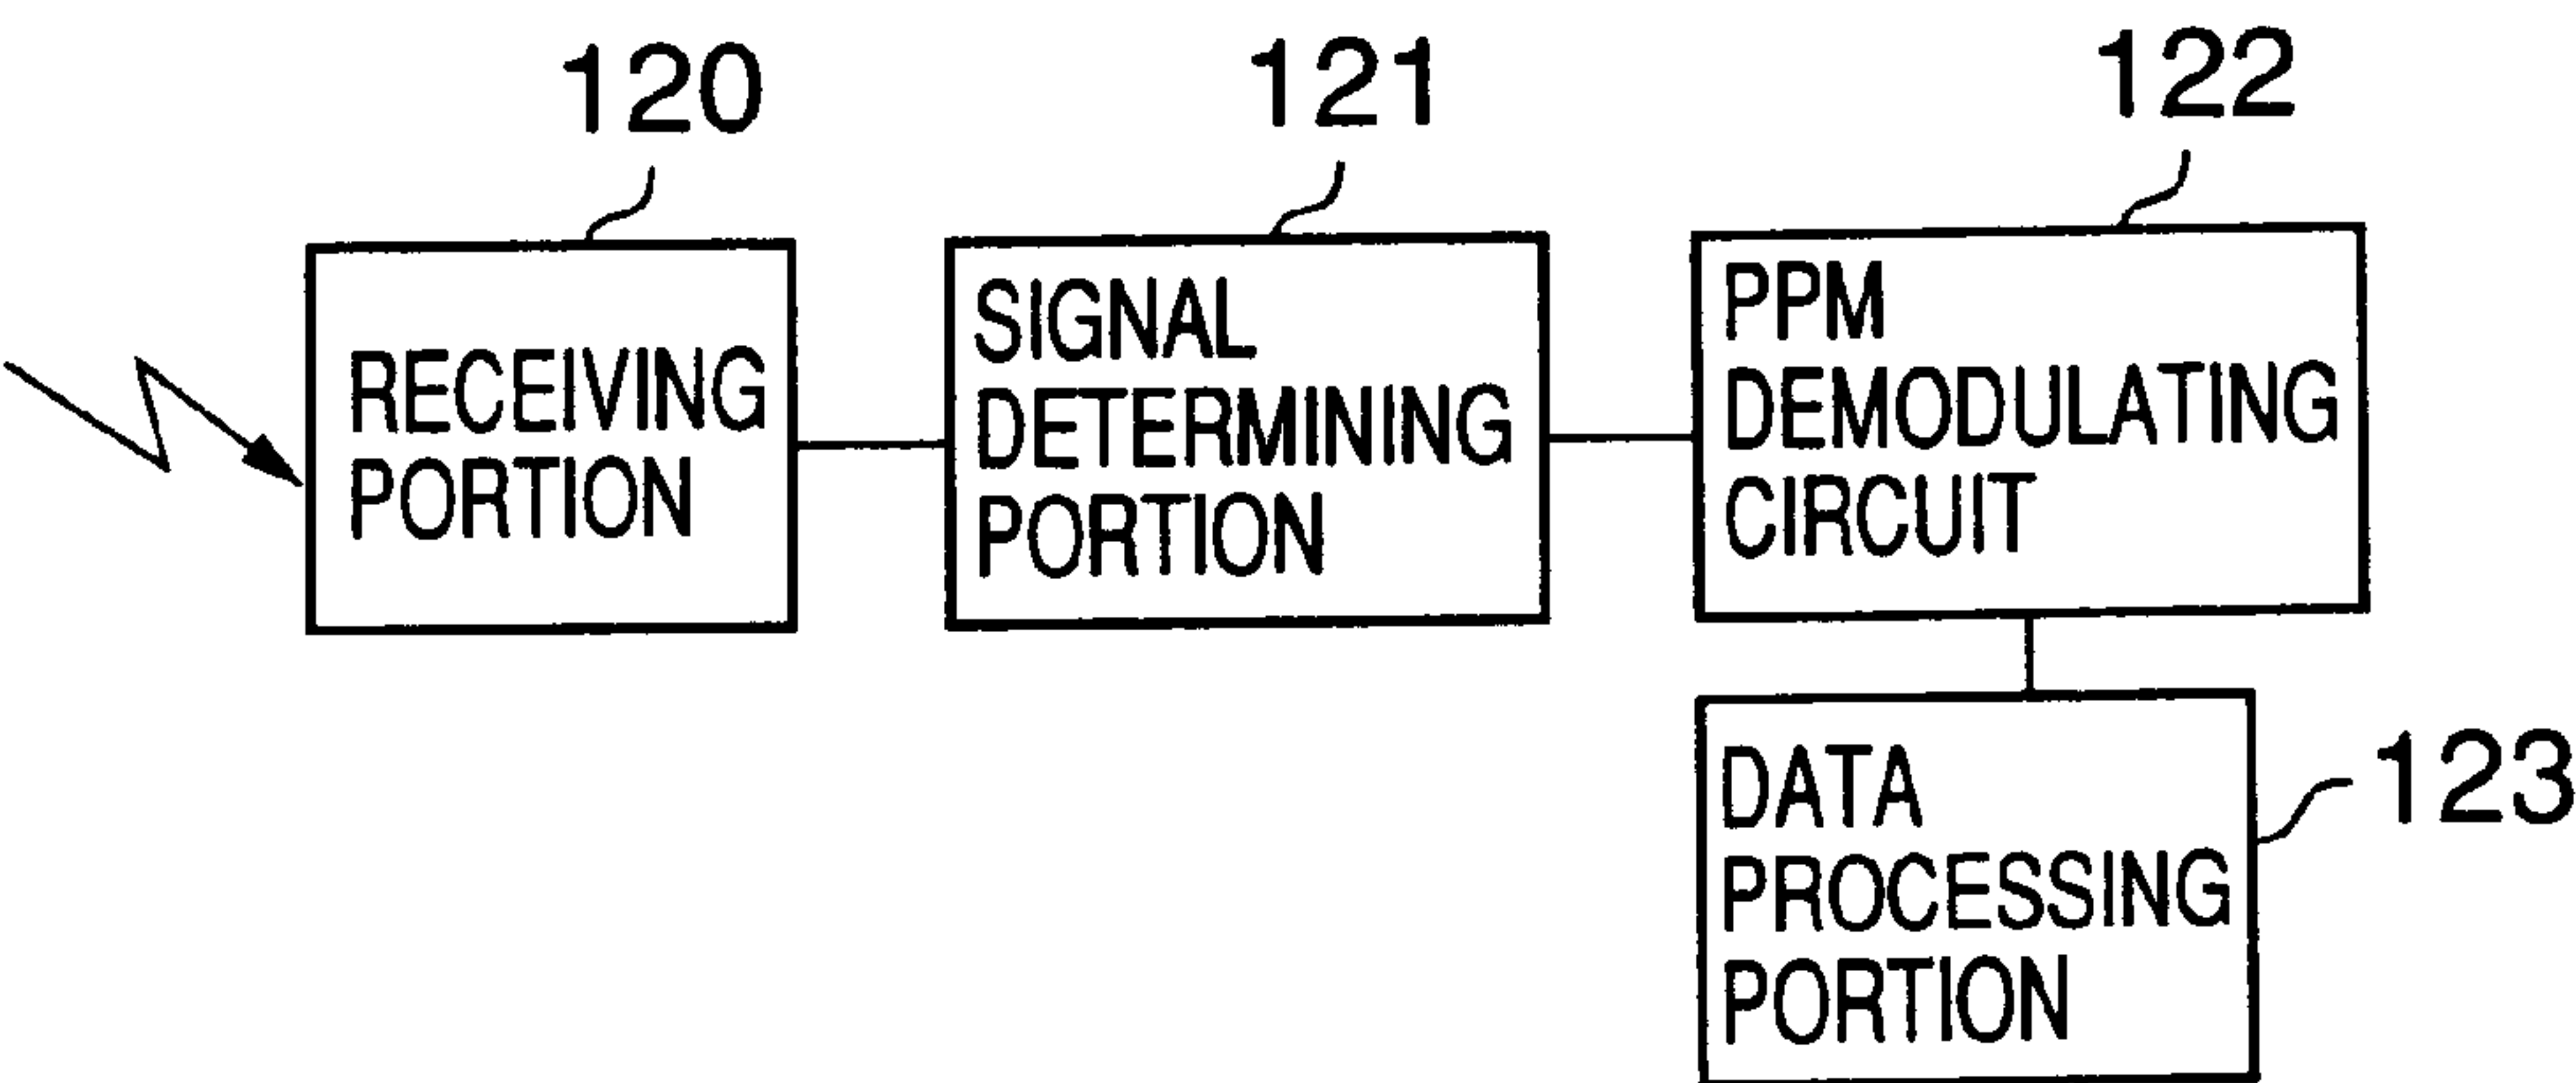 120
121
122
RECEIVING
PORTION
SIGNAL
DETERMINING
PORTION
PPM
DEMODULATING
CIRCUIT
DATA
PROCESSING
PORTION
123